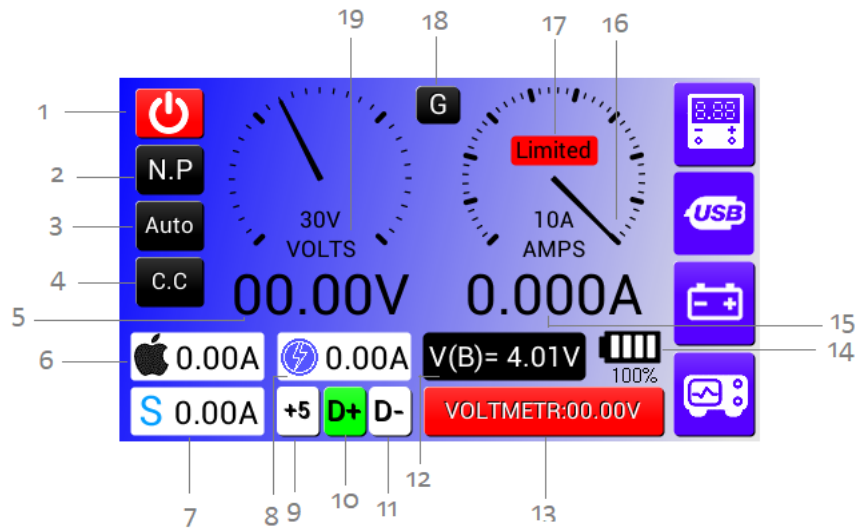 19
18
17
16
1
G
8.88
- +
Limited
2
N.P
USB
3
Auto
30V
10A
VOLTS
AMPS
4
C.C
00.00V
0.000A
- +
5
15
6
0.00A
0.00A
V(B)= 4.01V
14
100%
S 0.00A
+5
D+
D-
VOLTMETR:00.00V
12
7
8
9
10
11
13